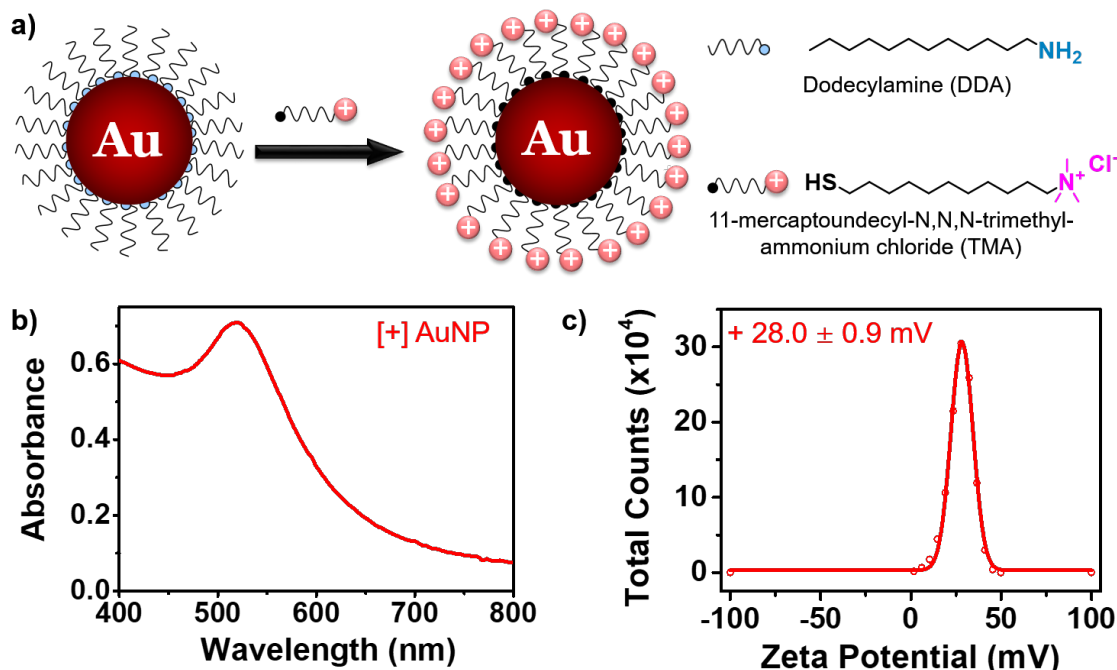 a)
Au
Au
NH2
Dodecylamine (DDA)
HS
N+ Cl-
11-mercaptoundecyl-N,N,N-trimethyl-
ammonium chloride (TMA)
b)
[+] AuNP
Absorbance
0.6
0.4
0.2
0.0
400 500 600 700 800
Wavelength (nm)
c)
+ 28.0 ± 0.9 mV
Total Counts (x10⁴)
30
20
10
0
-100 -50 0 50 100
Zeta Potential (mV)